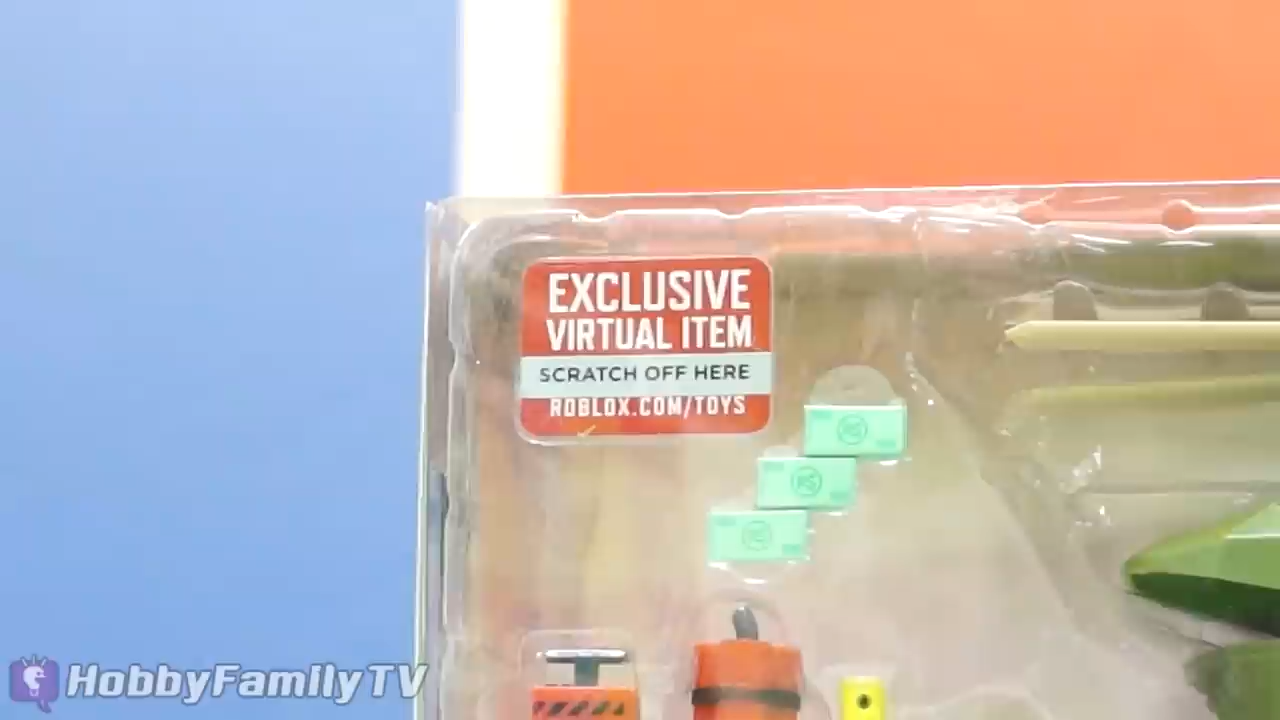 EXCLUSIVE
VIRTUAL ITEM
SCRATCH OFF HERE
ROBLOX.COM/TOYS
HobbyFamilyTV